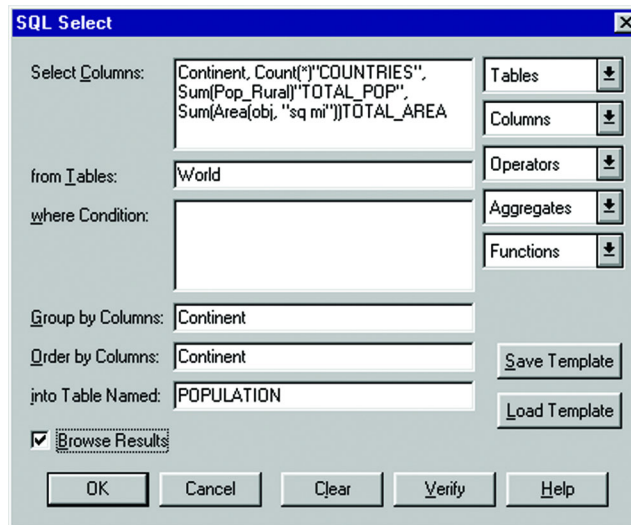 SQL Select
Select Columns:
Continent, Count(*)"COUNTRIES",
Sum(Pop_Rural)"TOTAL_POP",
Sum(Area(obj, "sq mi"))TOTAL_AREA
Tables
Columns
from Tables:
World
Operators
where Condition:
Aggregates
Functions
Group by Columns:
Continent
Order by Columns:
Continent
Save Template
into Table Named:
POPULATION
Load Template
Browse Results
OK
Cancel
Clear
Verify
Help